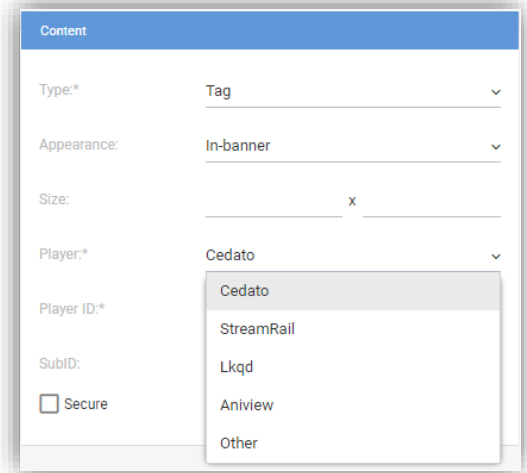 Content
Type:* Tag
Appearance: In-banner
Size: x
Player:* Cedato
Cedato
Player ID:*
StreamRail
SubID:
Lkqd
Secure
Aniview
Other